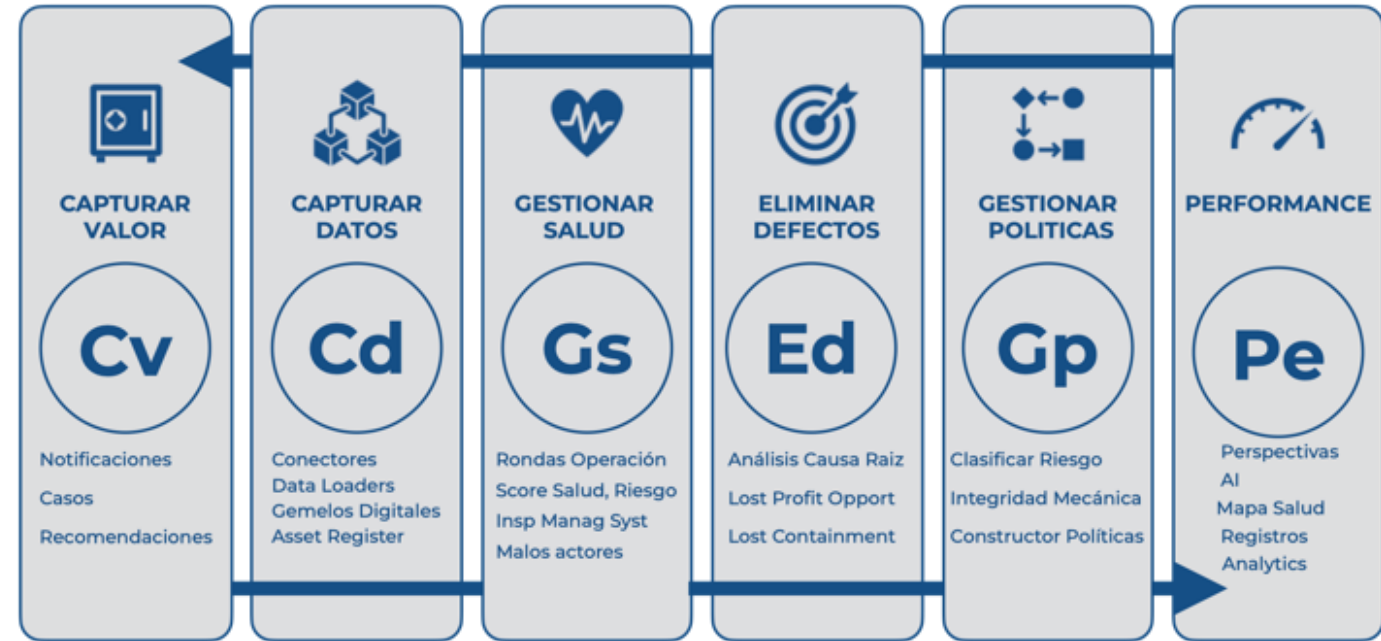 CAPTURAR
VALOR
Cv
Notificaciones
Casos
Recomendaciones
CAPTURAR
DATOS
Cd
Conectores
Data Loaders
Gemelos Digitales
Asset Register
GESTIONAR
SALUD
Gs
Rondas Operación
Score Salud, Riesgo
Insp Manag Syst
Malos actores
ELIMINAR
DEFECTOS
Ed
Análisis Causa Raiz
Lost Profit Opport
Lost Containment
GESTIONAR
POLITICAS
Gp
Clasificar Riesgo
Integridad Mecánica
Constructor Políticas
PERFORMANCE
Pe
Perspectivas
AI
Mapa Salud
Registros
Analytics